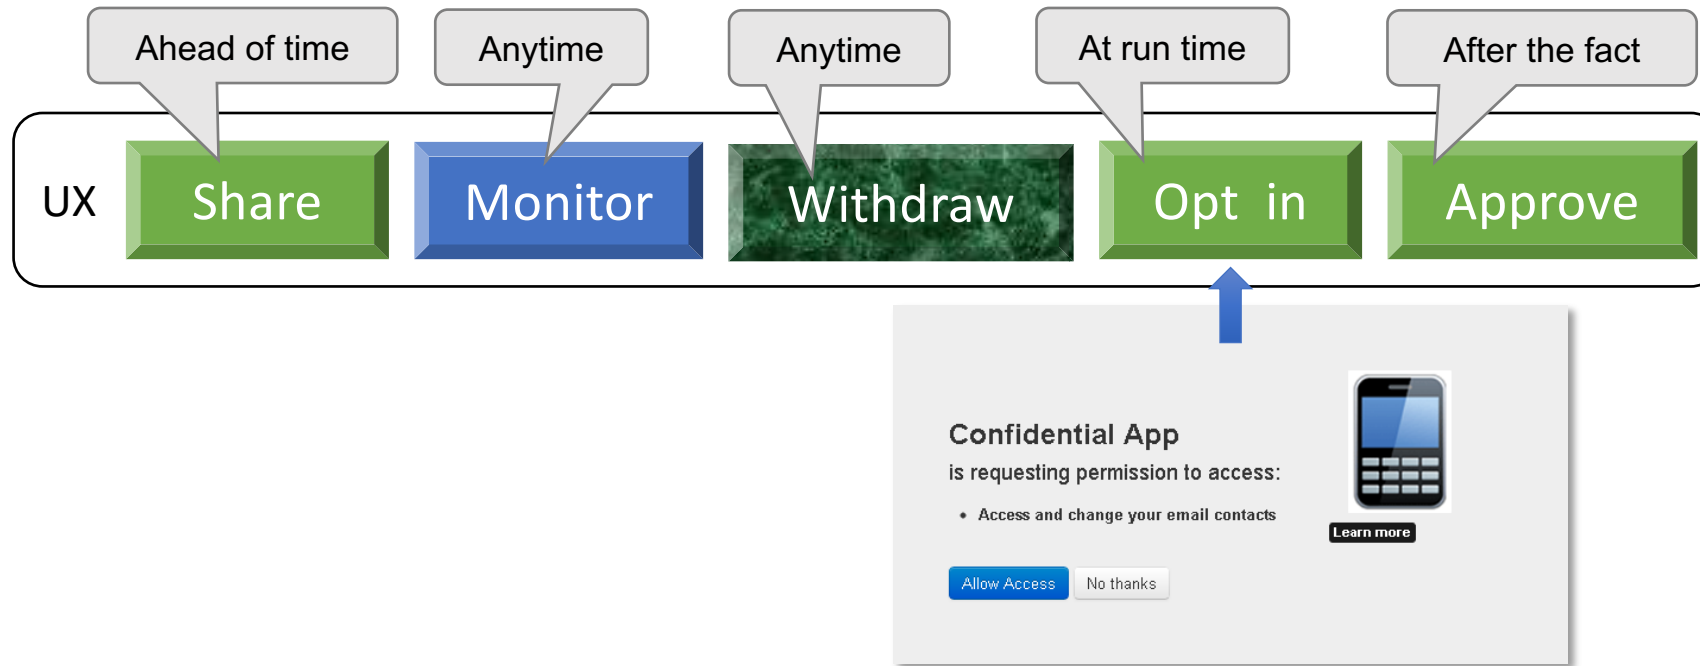 Ahead of time
Anytime
Anytime
At run time
After the fact
UX
Share
Monitor
Withdraw
Opt in
Approve
Confidential App
is requesting permission to access:
• Access and change your email contacts
Learn more
Allow Access
No thanks